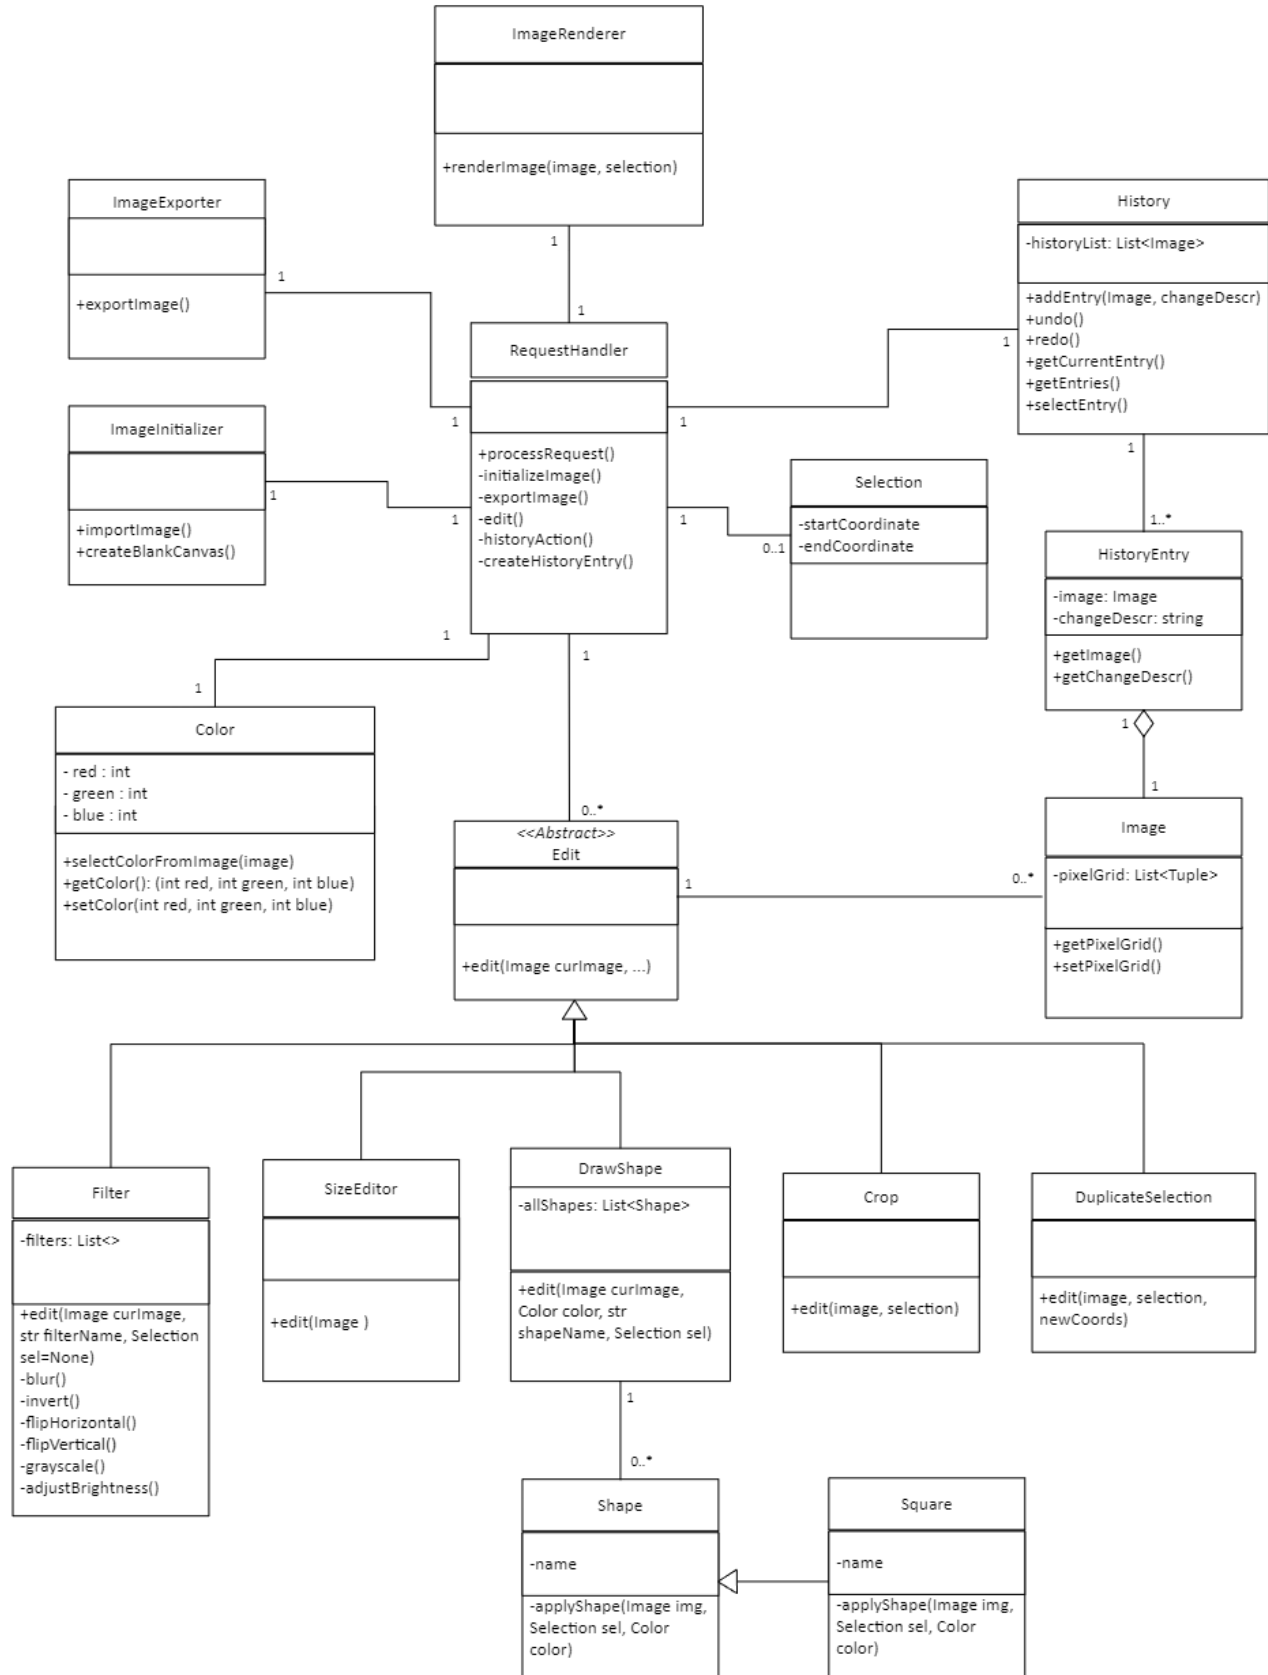 ImageRenderer
+renderImage(image, selection)
1
1
ImageExporter
+exportImage()
1
1
History
-historyList: List<Image>
+addEntry(Image, changeDescr)
+undo()
+redo()
+getCurrentEntry()
+getEntries()
+selectEntry()
1
1
1
RequestHandler
+processRequest()
-initializeImage()
-exportImage()
-edit()
-historyAction()
-createHistoryEntry()
ImageInitializer
+importImage()
+createBlankCanvas()
1
1
Selection
-startCoordinate
-endCoordinate
1
0..1
1..*
HistoryEntry
-image: Image
-changeDescr: string
+getImage()
+getChangeDescr()
1
1
1
1
1
Color
- red : int
- green : int
- blue : int
+selectColorFromImage(image)
+getColor(): (int red, int green, int blue)
+setColor(int red, int green, int blue)
0..*
<<Abstract>>
Edit
+edit(Image curImage, ...)
1
0..*
Image
-pixelGrid: List<Tuple>
+getPixelGrid()
+setPixelGrid()
Filter
-filters: List<>
+edit(Image curImage,
str filterName, Selection
sel=None)
-blur()
-invert()
-flipHorizontal()
-flipVertical()
-grayscale()
-adjustBrightness()
SizeEditor
+edit(Image )
DrawShape
-allShapes: List<Shape>
+edit(Image curImage,
Color color, str
shapeName, Selection sel)
Crop
+edit(image, selection)
DuplicateSelection
+edit(image, selection,
newCoords)
1
0..*
Shape
-name
-applyShape(Image img,
Selection sel, Color
color)
Square
-name
-applyShape(Image img,
Selection sel, Color
color)